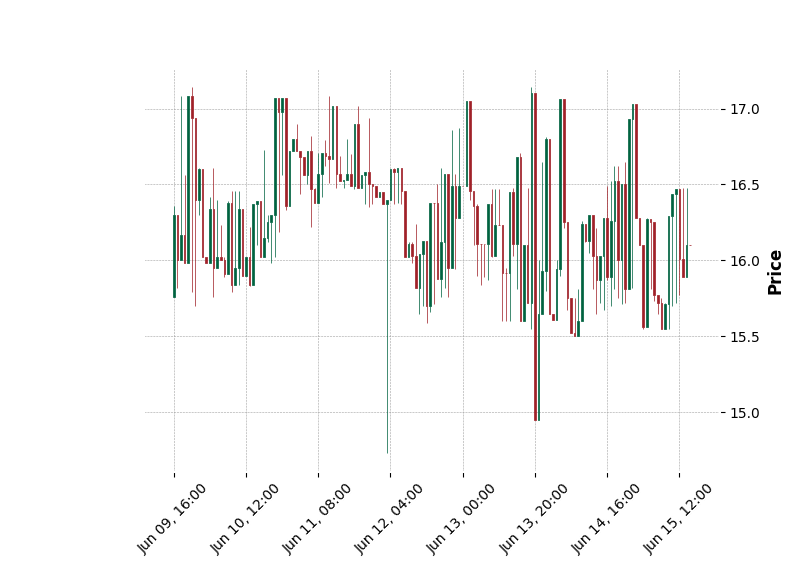 17.0
16.5
16.0
15.5
15.0
Price
Jun 09, 16:00
Jun 10, 12:00
Jun 11, 08:00
Jun 12, 04:00
Jun 13, 00:00
Jun 13, 20:00
Jun 14, 16:00
Jun 15, 12:00